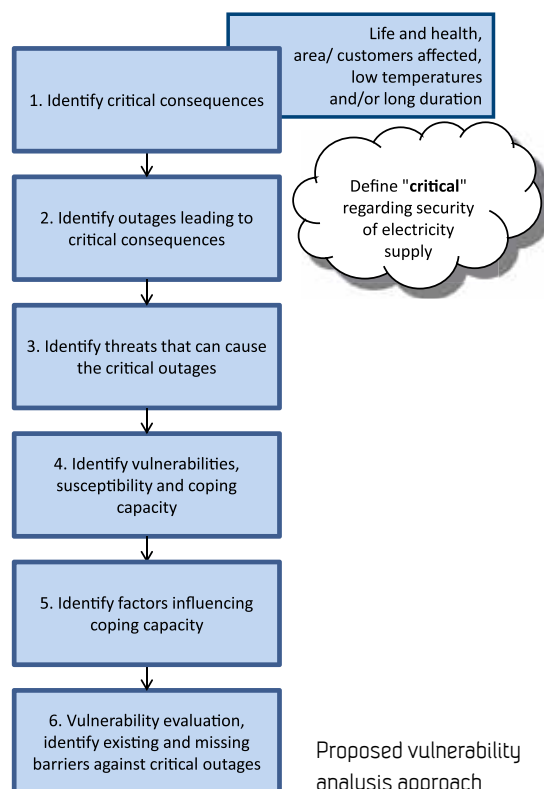 Life and health,
area/ customers affected,
low temperatures
and/or long duration
1. Identify critical consequences
Define "critical"
regarding security
of electricity
supply
2. Identify outages leading to
critical consequences
3. Identify threats that can cause
the critical outages
4. Identify vulnerabilities,
susceptibility and coping
capacity
5. Identify factors influencing
coping capacity
6. Vulnerability evaluation,
identify existing and missing
barriers against critical outages
Proposed vulnerability
analysis approach